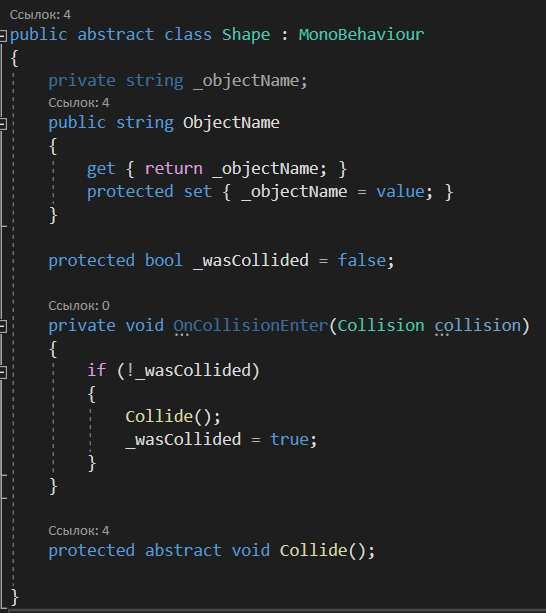 Ссылок: 4
public abstract class Shape : MonoBehaviour
{
private string _objectName;
Ссылок: 4
public string ObjectName
{
get { return _objectName; }
protected set { _objectName = value; }
}
protected bool _wasCollided = false;
Ссылок: 0
private void OnCollisionEnter(Collision collision)
{
if (!_wasCollided)
{
Collide();
_wasCollided = true;
}
}
Ссылок: 4
protected abstract void Collide();
}